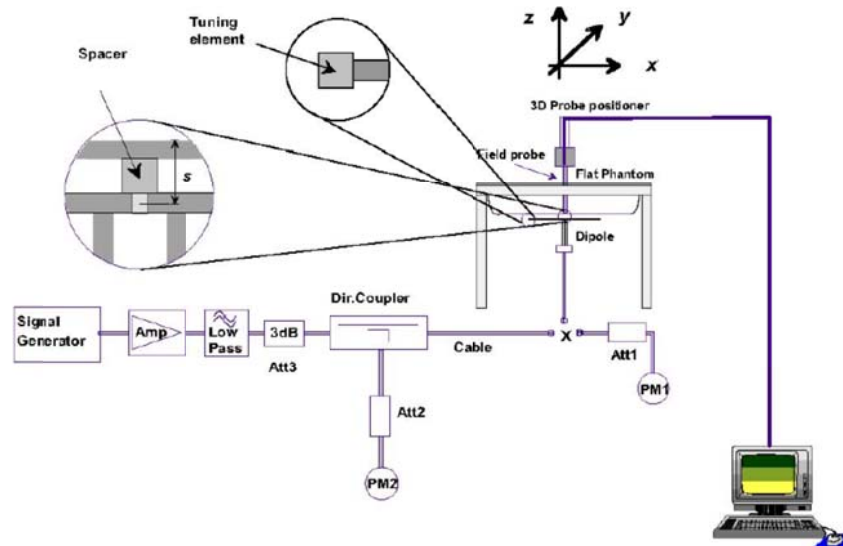 Tuning
element
Spacer
z
y
x
s
3D Probe positioner
Field probe
Flat Phantom
Dipole
Dir.Coupler
Signal
Generator
Amp
Low
Pass
3dB
Att3
Cable
X
Att1
PM1
Att2
PM2